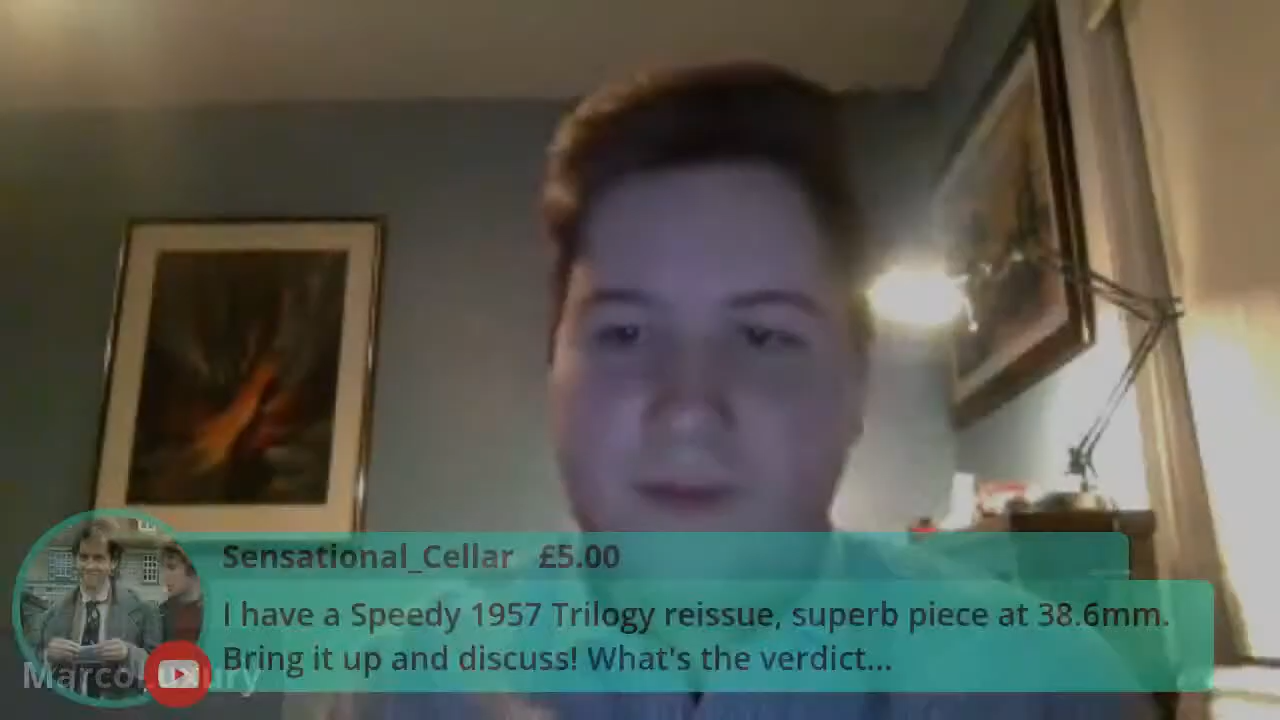 Sensational_Cellar £5.00
I have a Speedy 1957 Trilogy reissue, superb piece at 38.6mm.
Bring it up and discuss! What's the verdict...